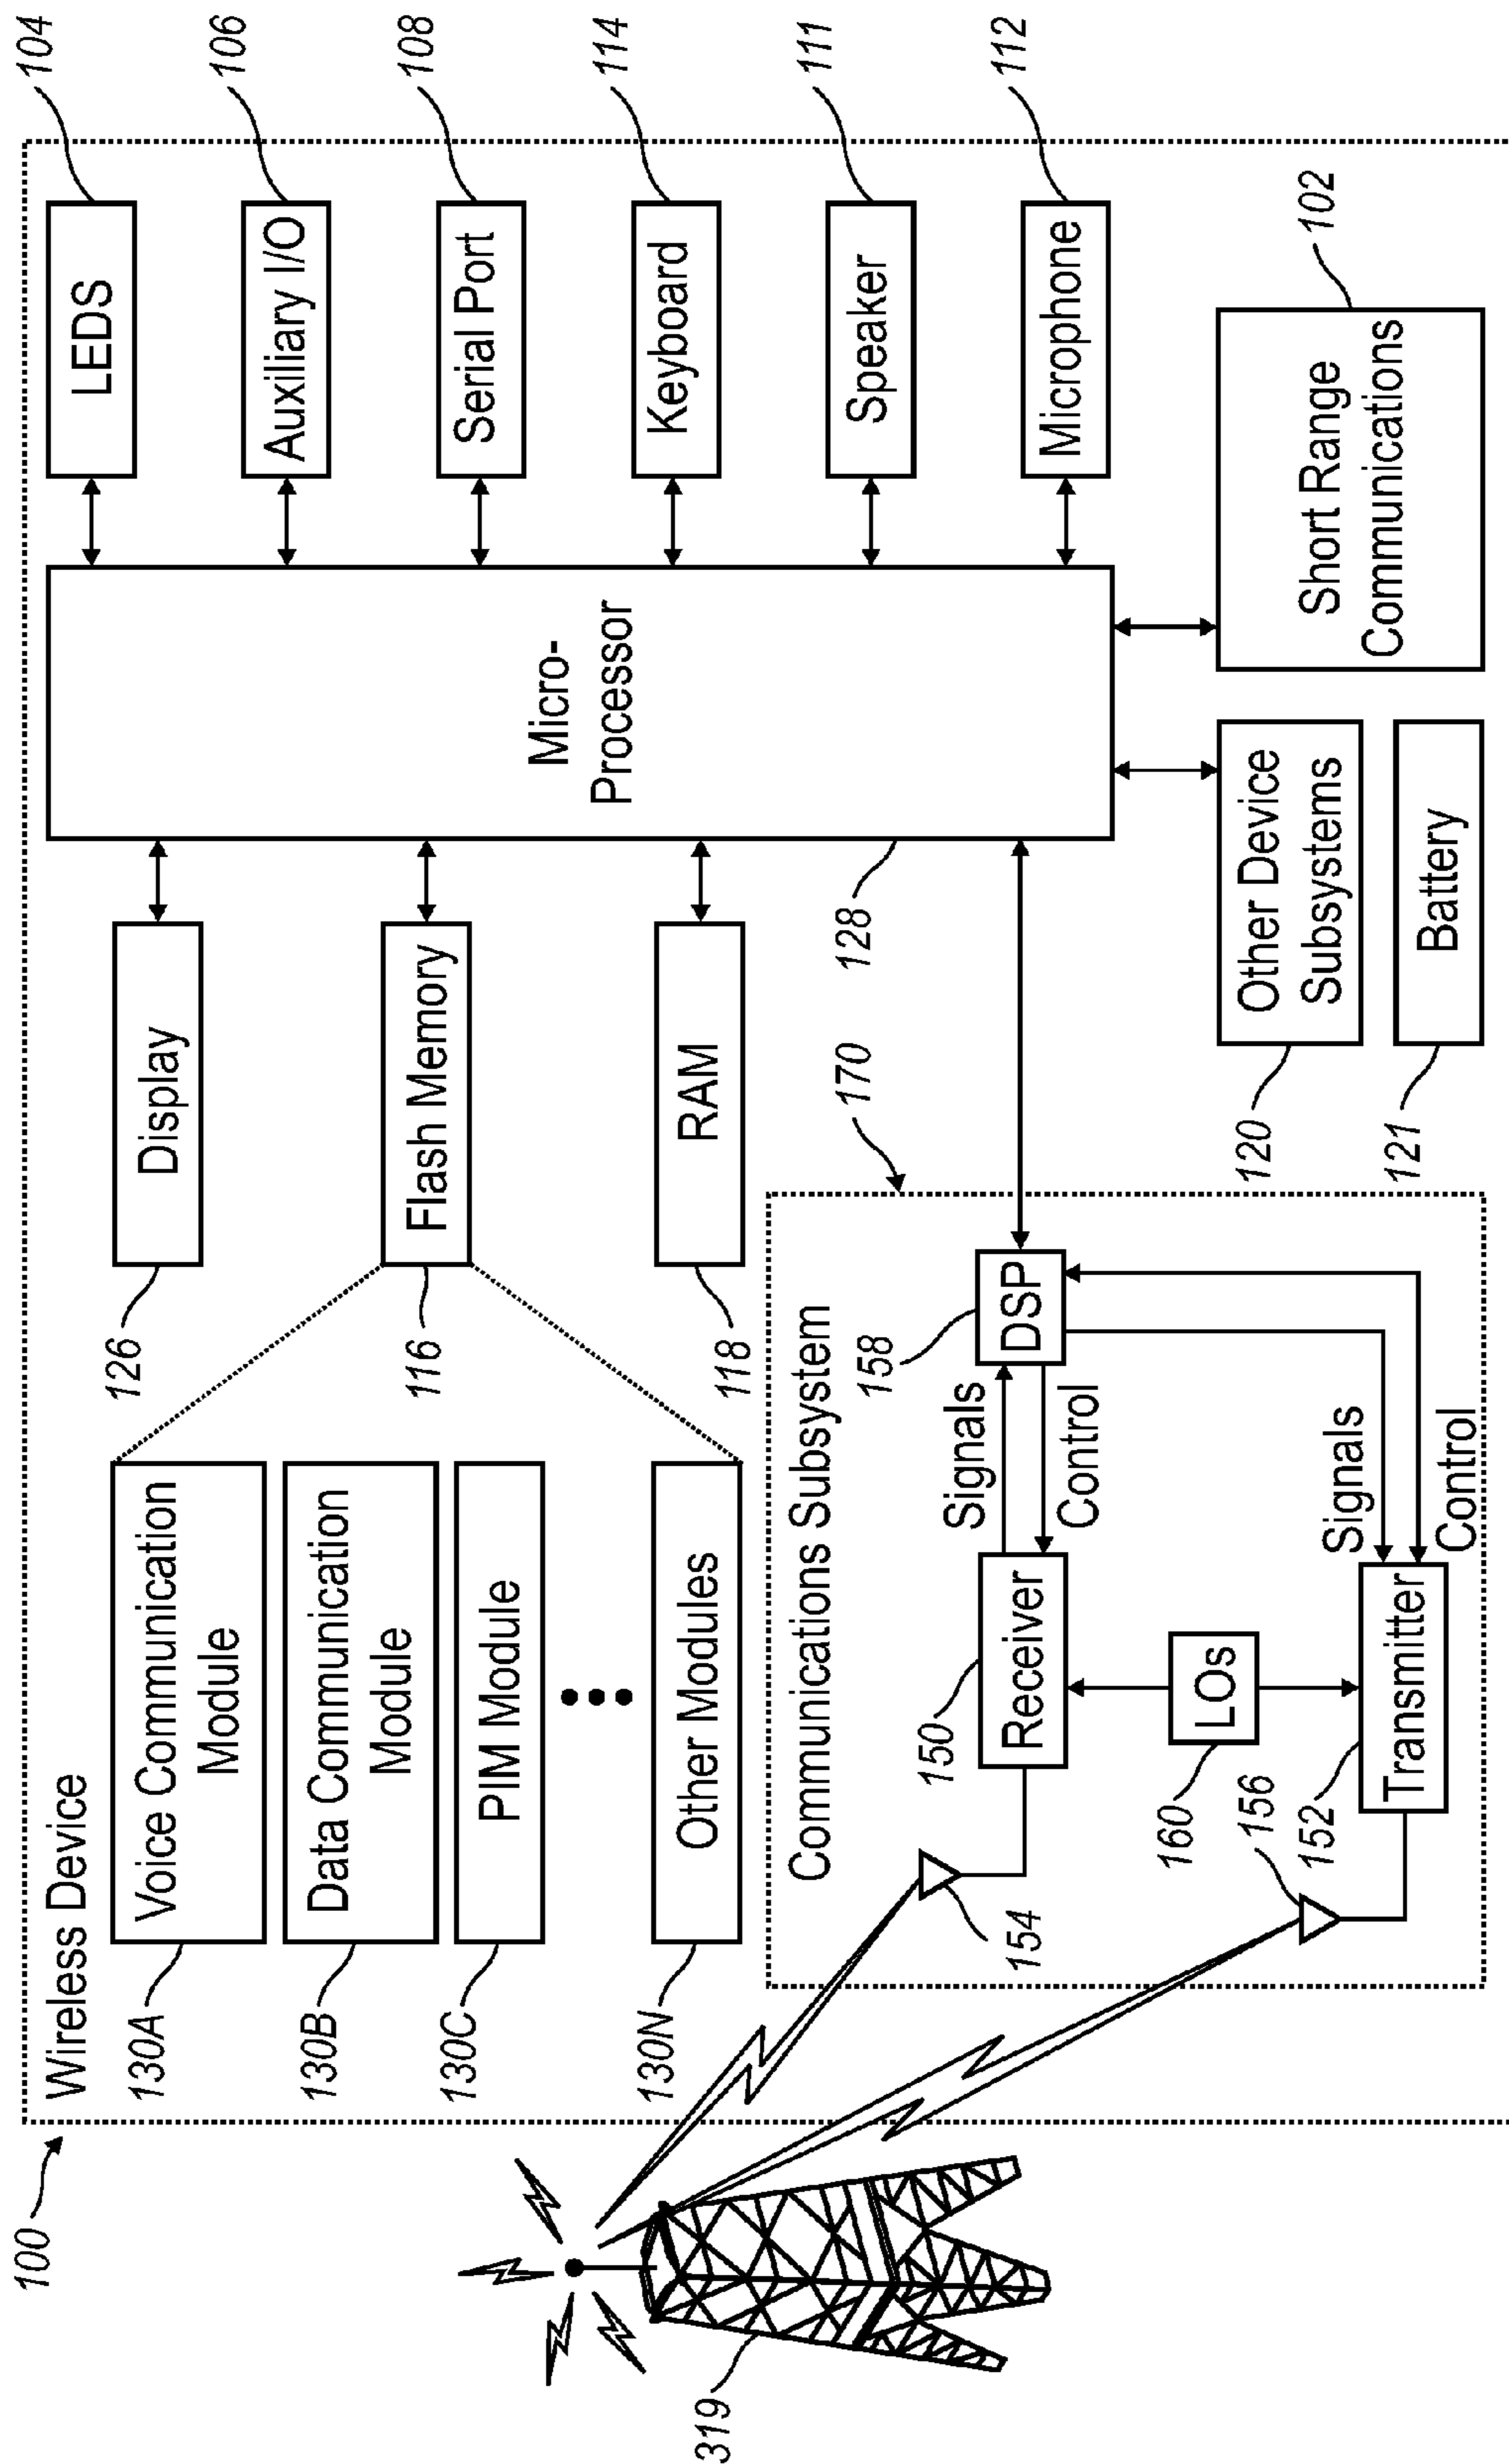 100
Wireless Device
130A
Voice Communication
Module
130B
Data Communication
Module
130C
PIM Module
130N
Other Modules
126
Display
116
Flash Memory
118
RAM
128
Micro-
Processor
LEDS
104
Auxiliary I/O
106
Serial Port
108
Keyboard
114
Speaker
111
Microphone
112
Short Range
Communications
102
Other Device
Subsystems
120
Battery
121
170
Communications Subsystem
158
DSP
Signals
Control
150
Receiver
154
160
LOs
156
152
Transmitter
Signals
Control
319